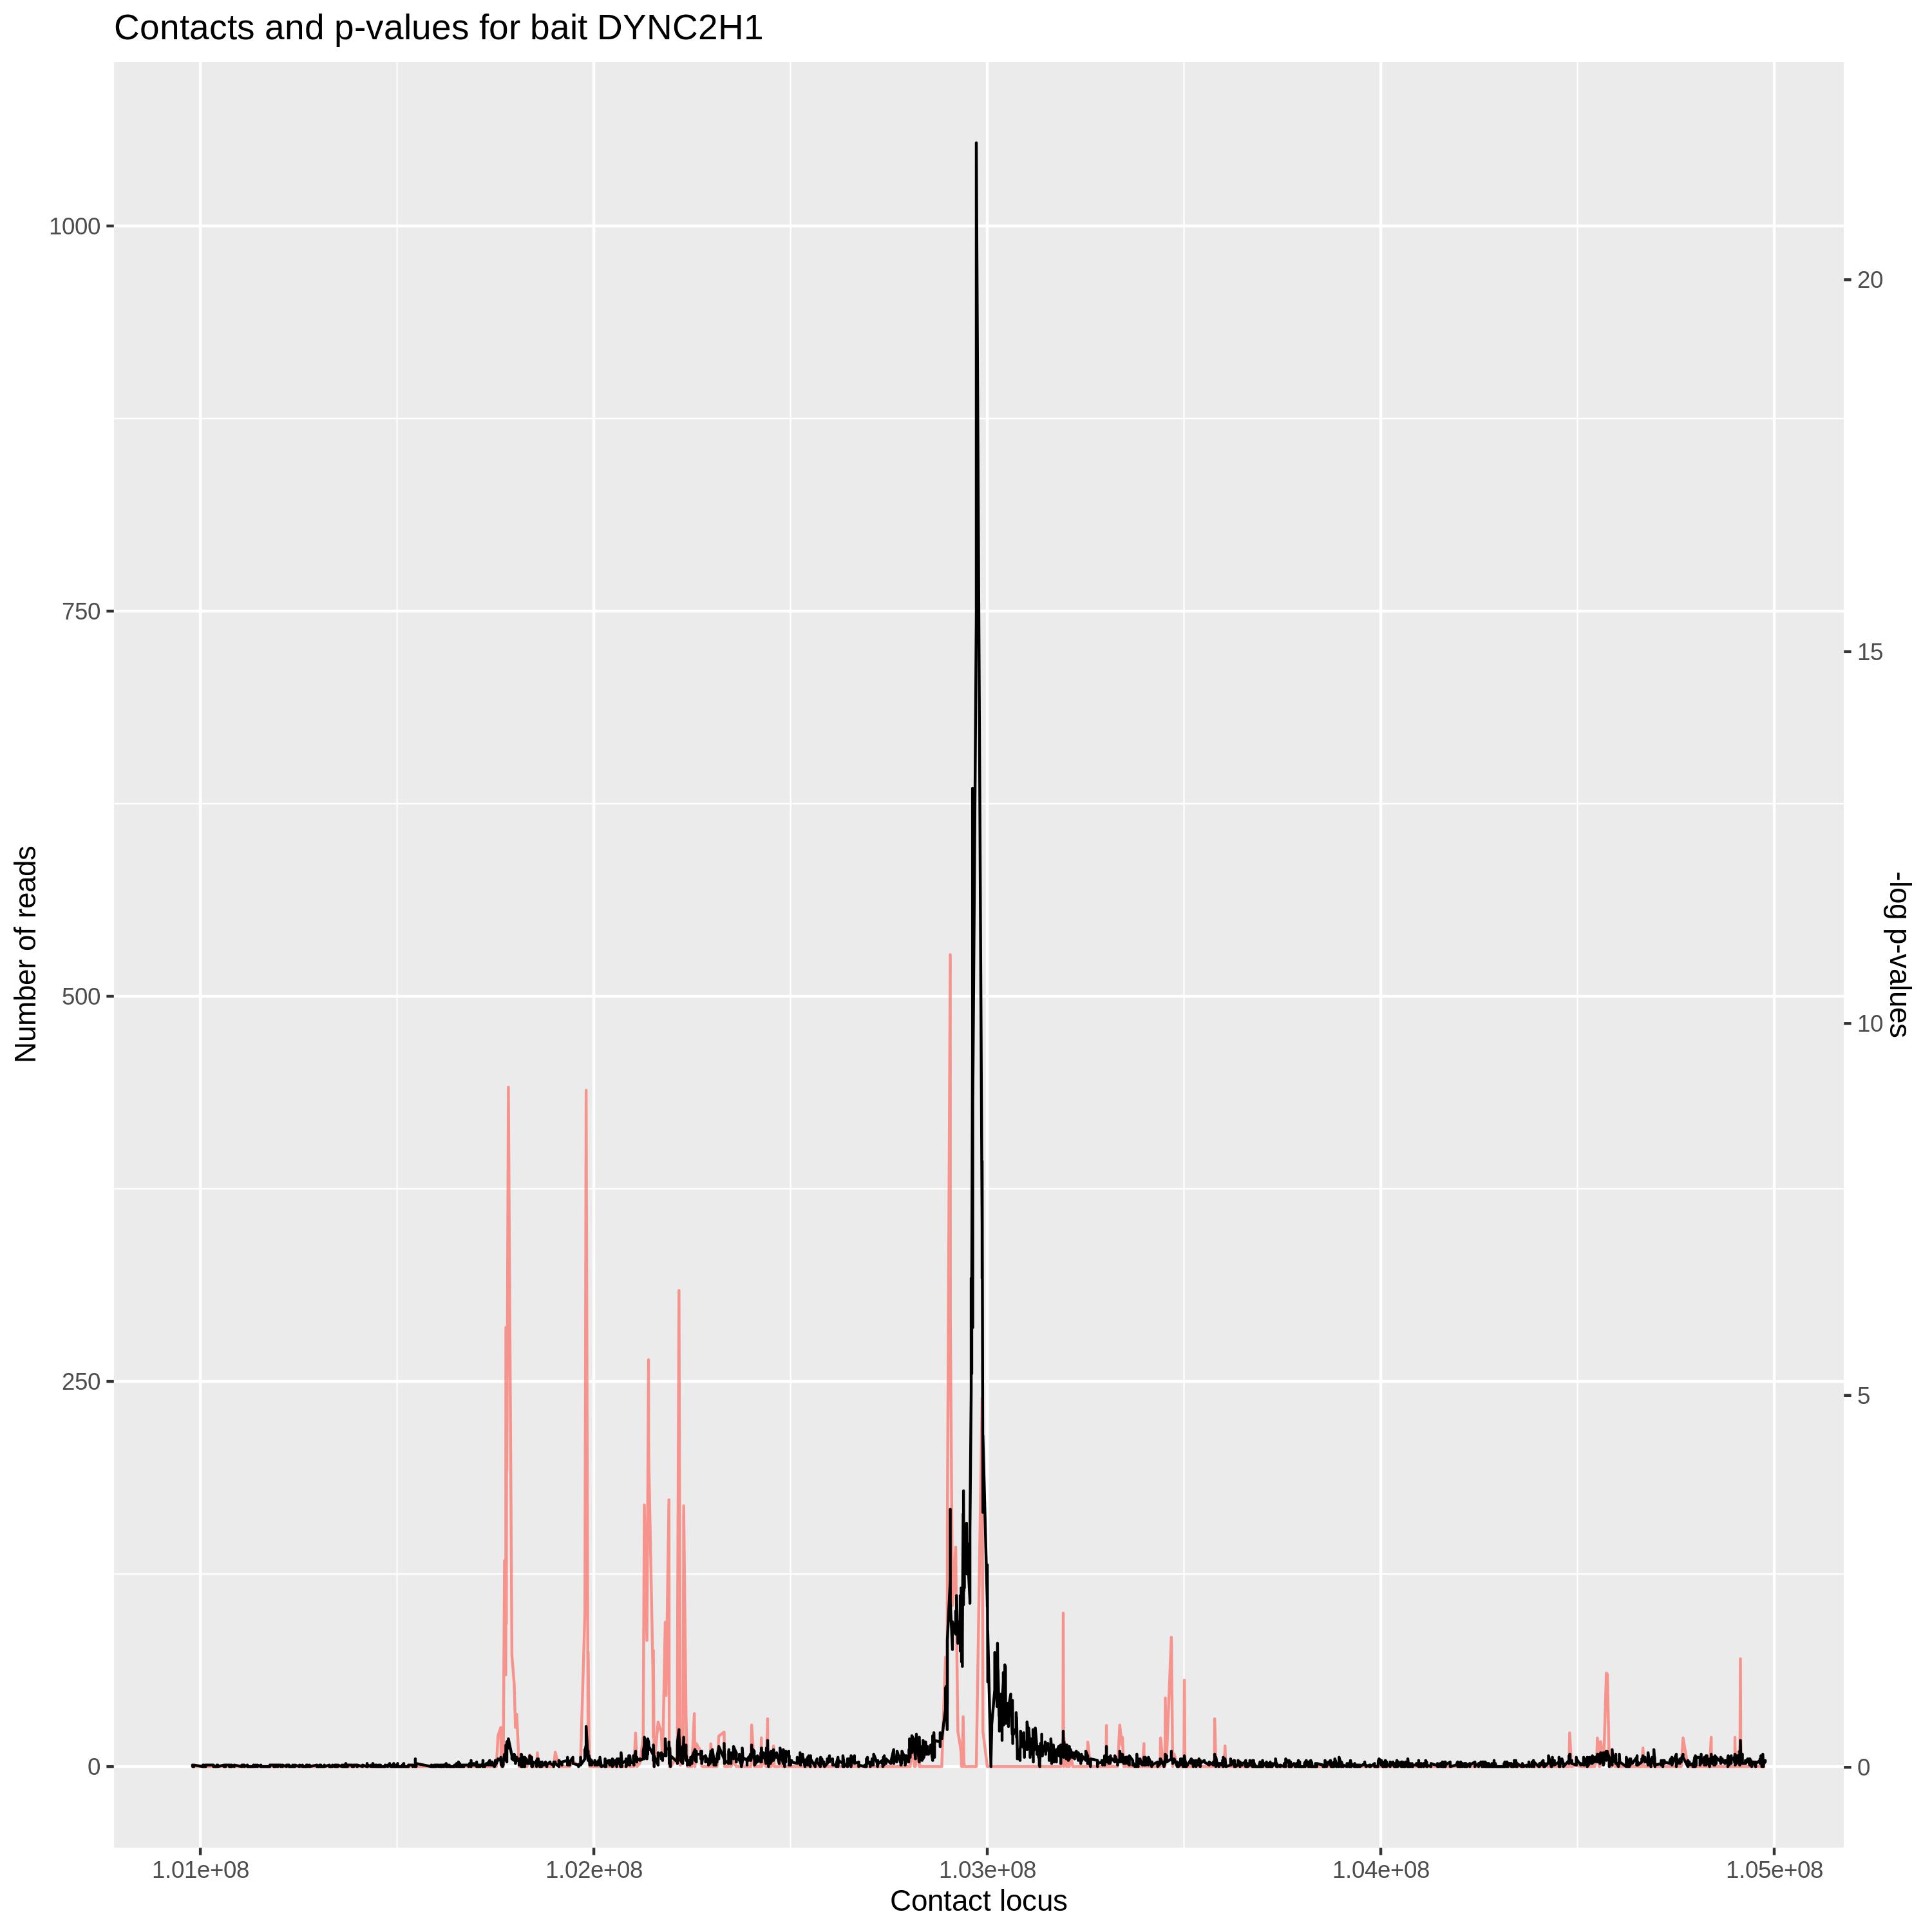 Contacts and p-values for bait DYNC2H1
1000
750
500
250
0
Number of reads
20
15
10
5
0
-log p-values
1.01e+08 1.02e+08 1.03e+08 1.04e+08 1.05e+08
Contact locus